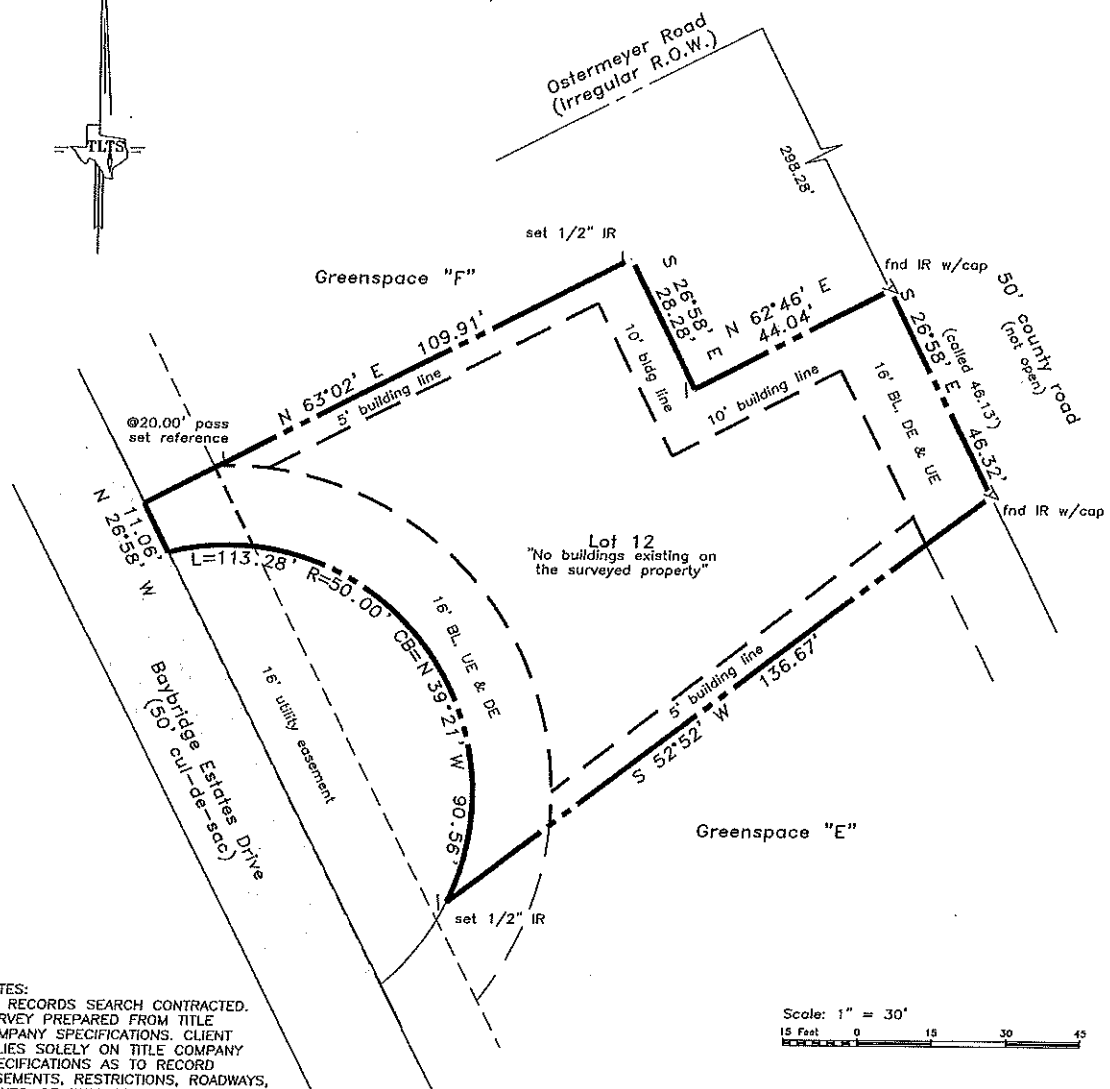 Ostermeyer Road
(irregular R.O.W.)
TLTS
298.28'
set 1/2" IR
Greenspace "F"
fnd IR w/cap
50' county road
(not open)
S 26°58' E
28.28'
N 62°46' E
44.04'
S 26°58' E 46.32'
(called 46.13')
N 63°02' E 109.91'
5' building line
10' bldg line
10' building line
16' BL, DE & UE
@20.00' pass
set reference
11.06'
N 26°58' W
fnd IR w/cap
Lot 12
"No buildings existing on
the surveyed property"
L=113.28' R=50.00' CB=N 39°21' W 90.56'
16' BL, UE & DE
16' utility easement
Baybridge Estates Drive
(50' cul-de-sac)
5' building line
S 52°52' W 136.67'
Greenspace "E"
set 1/2" IR
TES:
RECORDS SEARCH CONTRACTED.
RVEY PREPARED FROM TITLE
MPANY SPECIFICATIONS. CLIENT
LIES SOLELY ON TITLE COMPANY
ECIFICATIONS AS TO RECORD
SEMENTS, RESTRICTIONS, ROADWAYS,
Scale: 1" = 30'
15 Feet 0 15 30 45